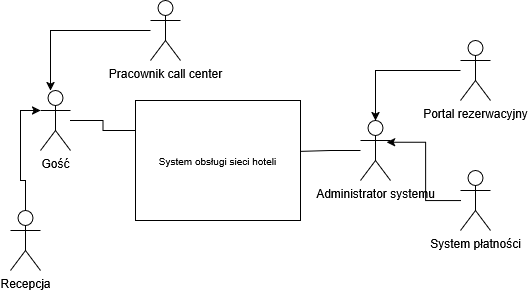 Pracownik call center
Portal rezerwacyjny
Gość
System obsługi sieci hoteli
Administrator systemu
System płatności
Recepcja